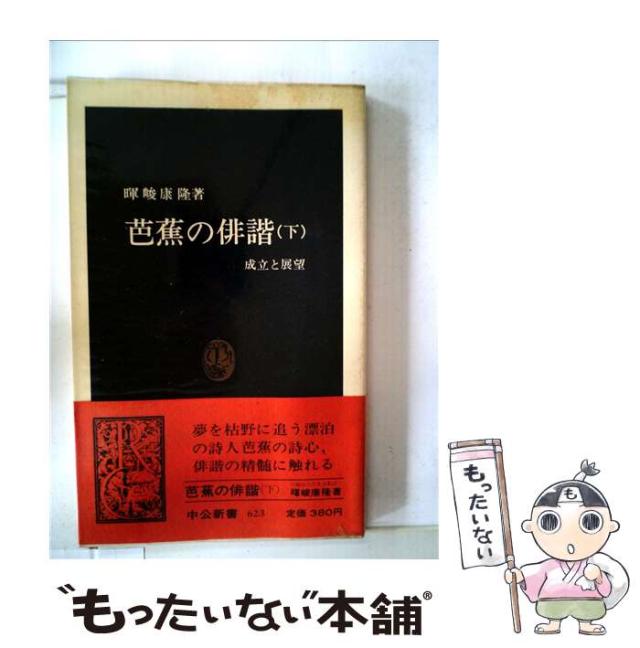 暉峻康隆著
芭蕉の俳諧(下)
成立と展望
夢を枯野に追う漂泊
の詩人芭蕉の詩心、
俳諧の精髄に触れる
芭蕉の俳諧(下)
暉峻康隆著
中公新書 623 定価380円
もったいない
も
“もったいない”本舗®